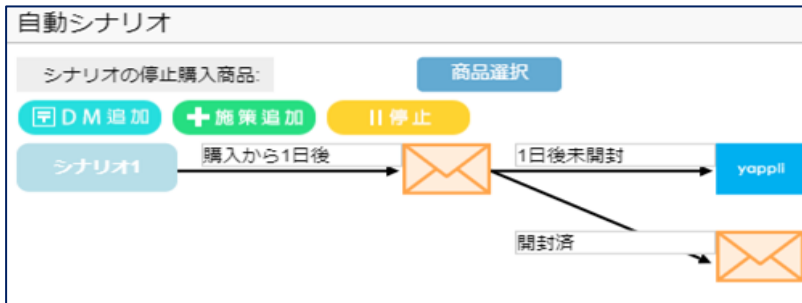 自動シナリオ
シナリオの停止購入商品:
商品選択
DM追加
施策追加
停止
シナリオ1
購入から1日後
1日後未開封
yappli
開封済